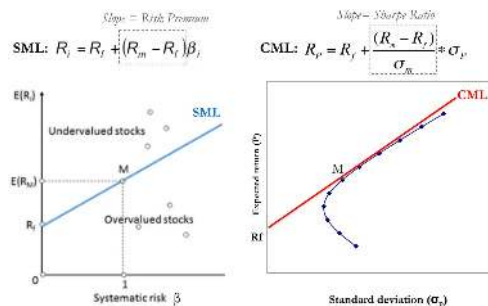 Slope = Risk Premium
SML: Ri = Rf + (Rm − Rf)βi
E(Ri)
SML
Undervalued stocks
M
E(RM)
Overvalued stocks
Rf
0
1
Systematic risk β
Slope= Sharpe Ratio
CML: RP = Rf + (Rm − Rf) / σm * σP
CML
Expected return (P)
M
Rf
Standard deviation (σp)